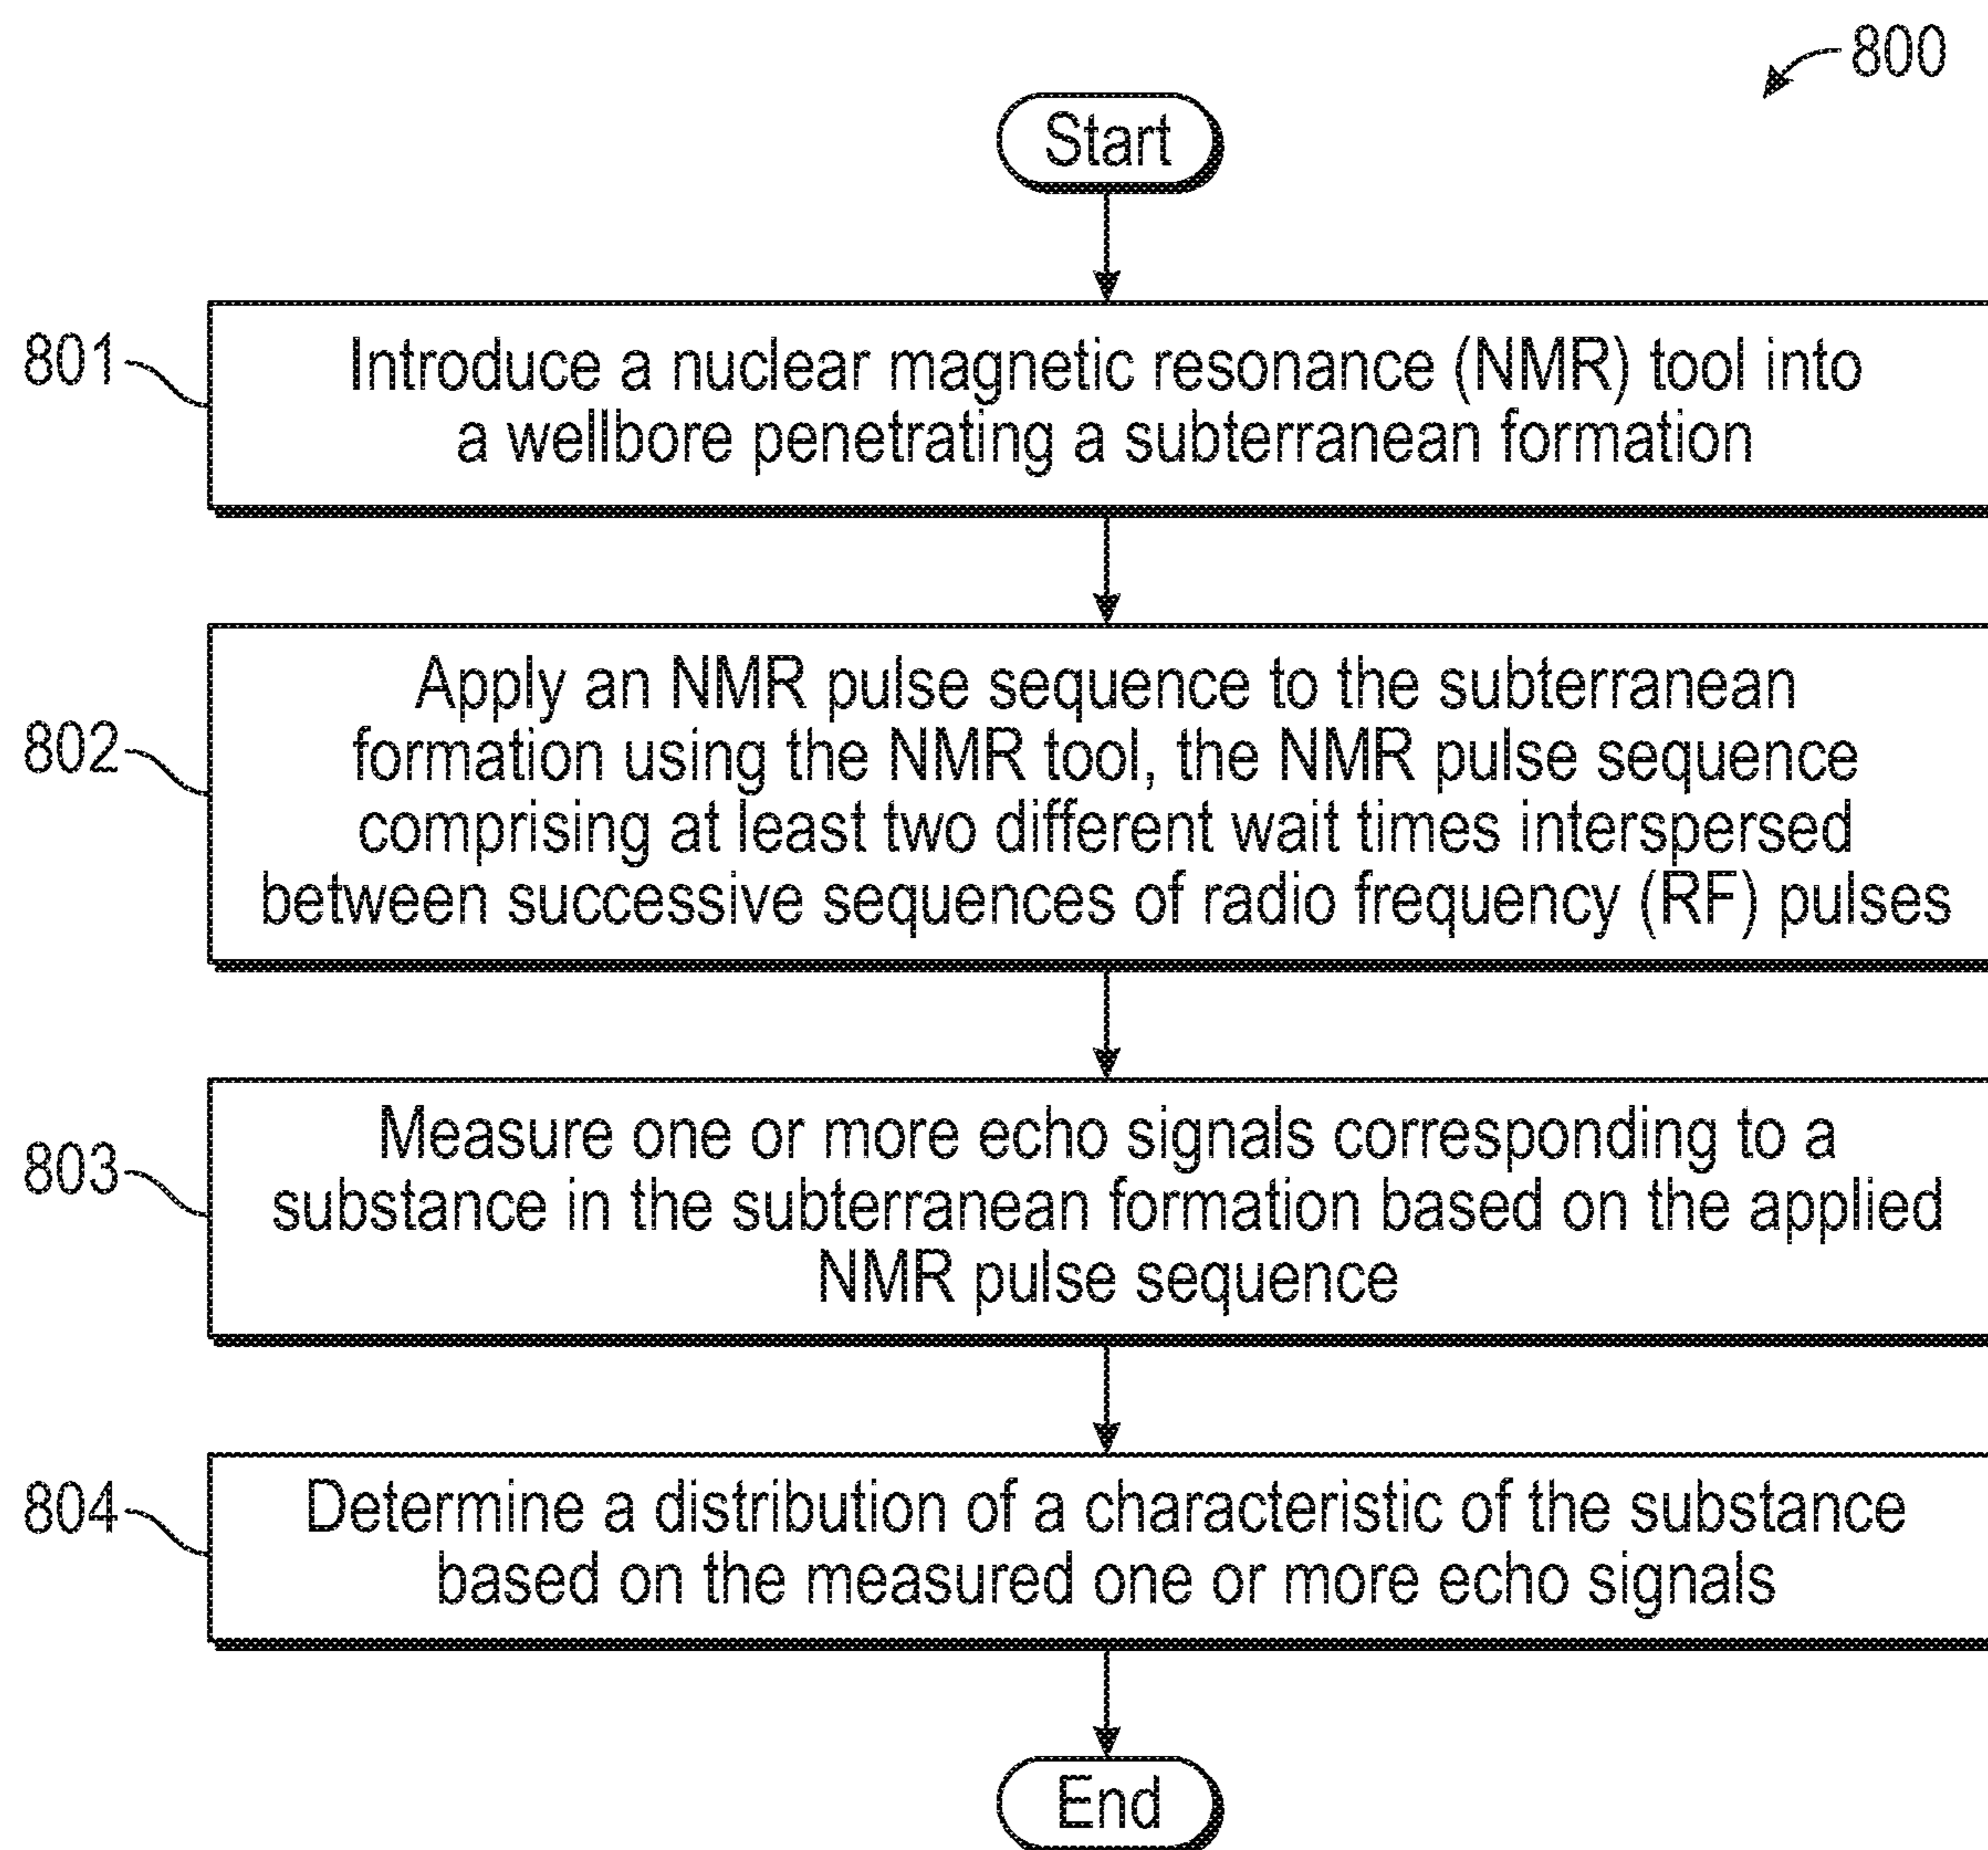 800
Start
801
Introduce a nuclear magnetic resonance (NMR) tool into
a wellbore penetrating a subterranean formation
802
Apply an NMR pulse sequence to the subterranean
formation using the NMR tool, the NMR pulse sequence
comprising at least two different wait times interspersed
between successive sequences of radio frequency (RF) pulses
803
Measure one or more echo signals corresponding to a
substance in the subterranean formation based on the applied
NMR pulse sequence
804
Determine a distribution of a characteristic of the substance
based on the measured one or more echo signals
End